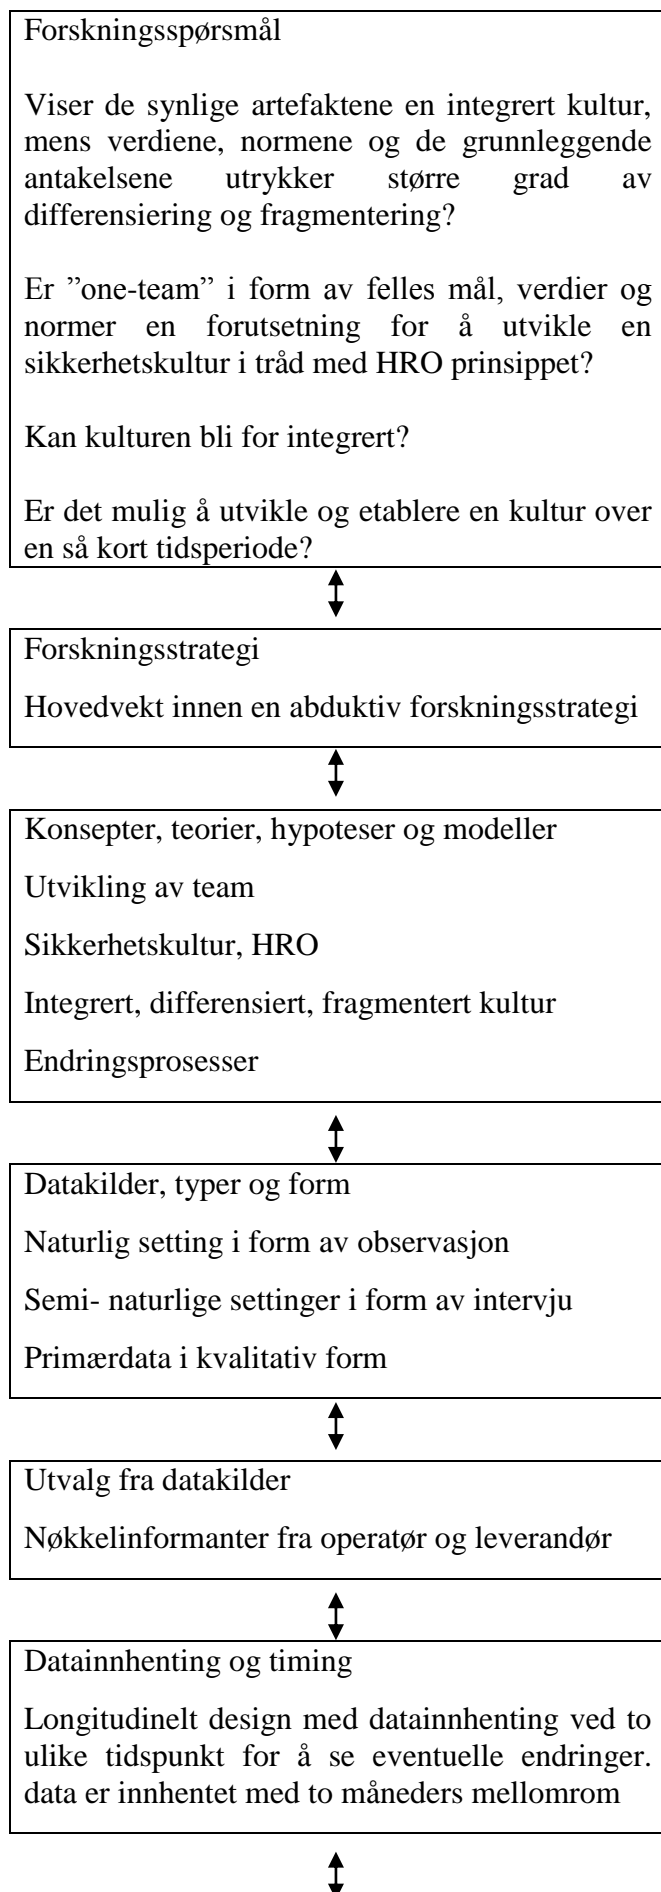 Forskningsspørsmål
Viser de synlige artefaktene en integrert kultur,
mens verdiene, normene og de grunnleggende
antakelsene utrykker større grad av
differensiering og fragmentering?
Er ”one-team” i form av felles mål, verdier og
normer en forutsetning for å utvikle en
sikkerhetskultur i tråd med HRO prinsippet?
Kan kulturen bli for integrert?
Er det mulig å utvikle og etablere en kultur over
en så kort tidsperiode?
Forskningsstrategi
Hovedvekt innen en abduktiv forskningsstrategi
Konsepter, teorier, hypoteser og modeller
Utvikling av team
Sikkerhetskultur, HRO
Integrert, differensiert, fragmentert kultur
Endringsprosesser
Datakilder, typer og form
Naturlig setting i form av observasjon
Semi- naturlige settinger i form av intervju
Primærdata i kvalitativ form
Utvalg fra datakilder
Nøkkelinformanter fra operatør og leverandør
Datainnhenting og timing
Longitudinelt design med datainnhenting ved to
ulike tidspunkt for å se eventuelle endringer.
data er innhentet med to måneders mellomrom